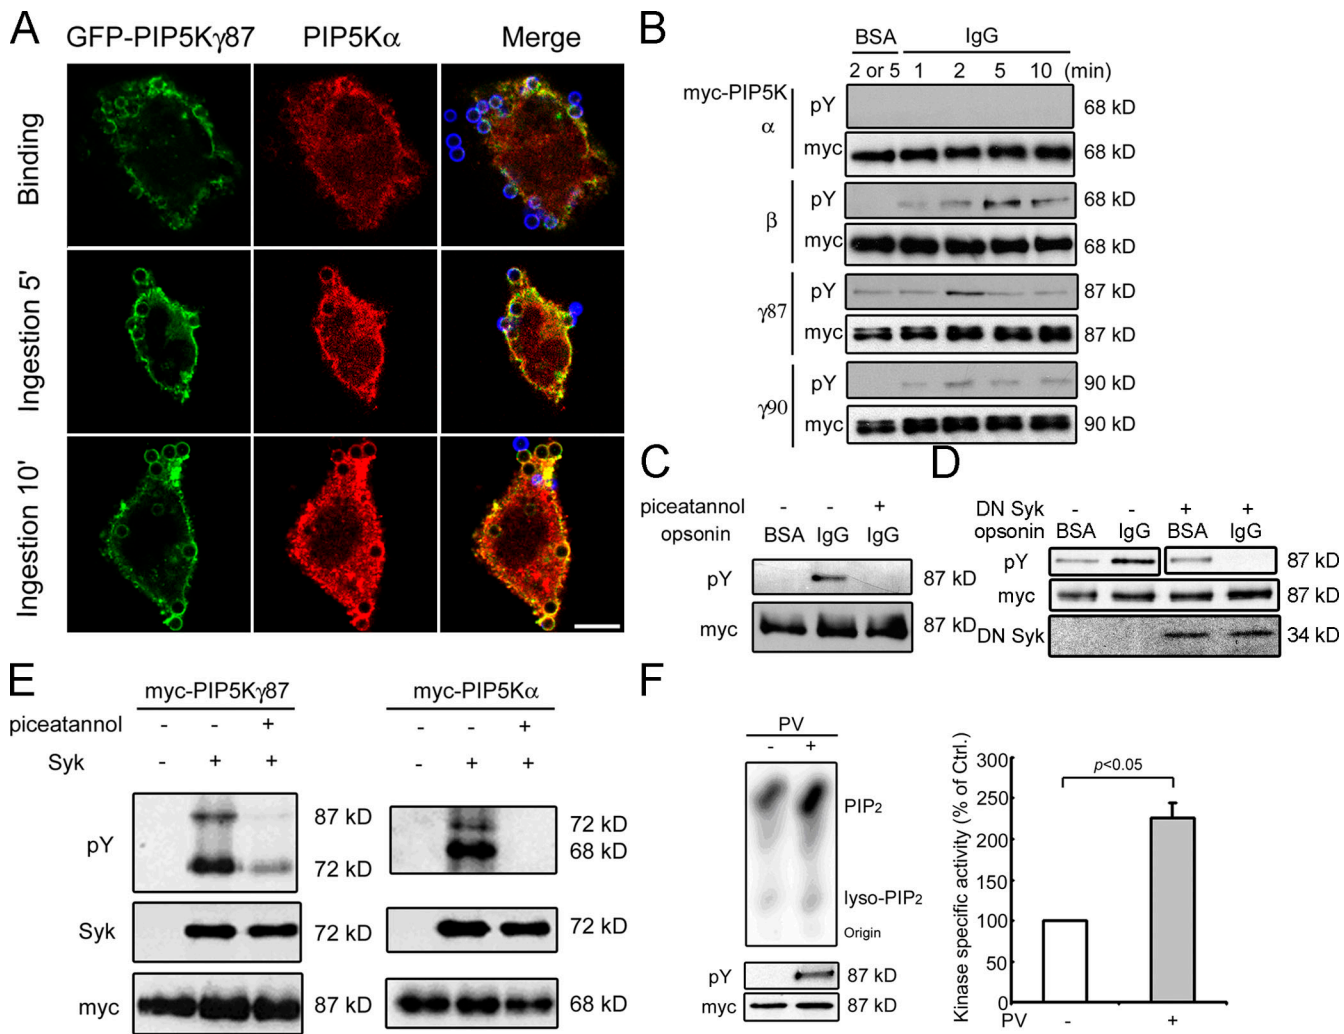 A
GFP-PIP5Kγ87 PIP5Kα Merge
Binding
Ingestion 5'
Ingestion 10'
B
BSA IgG
2 or 5 1 2 5 10 (min)
myc-PIP5K
α
pY 68 kD
myc 68 kD
β
pY 68 kD
myc 68 kD
γ87
pY 87 kD
myc 87 kD
γ90
pY 90 kD
myc 90 kD
C
piceatannol - - +
opsonin BSA IgG IgG
pY 87 kD
myc 87 kD
D
DN Syk - - + +
opsonin BSA IgG BSA IgG
pY 87 kD
myc 87 kD
DN Syk 34 kD
E
myc-PIP5Kγ87 myc-PIP5Kα
piceatannol - - + - - +
Syk - + + - + +
pY 87 kD 72 kD
72 kD 68 kD
Syk 72 kD 72 kD
myc 87 kD 68 kD
F
PV
- +
PIP2
lyso-PIP2
Origin
pY 87 kD
myc 87 kD
Kinase specific activity (% of Ctrl.)
300
250
200
150
100
50
0
p<0.05
PV - +